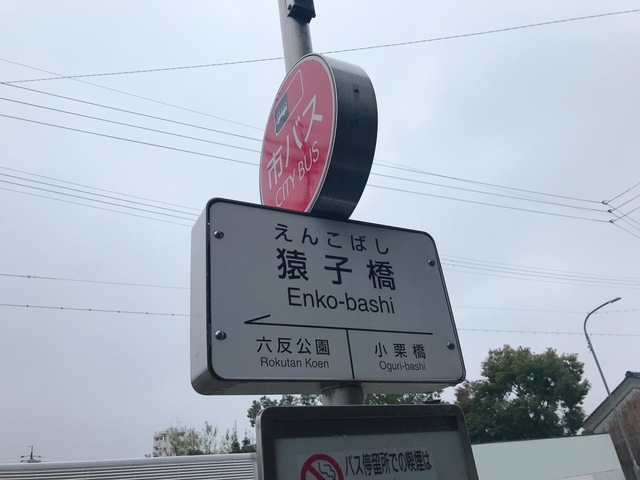 市バス
CITY BUS
えんこばし
猿子橋
Enko-bashi
六反公園
Rokutan Koen
小栗橋
Oguri-bashi
バス停留所での喫煙は